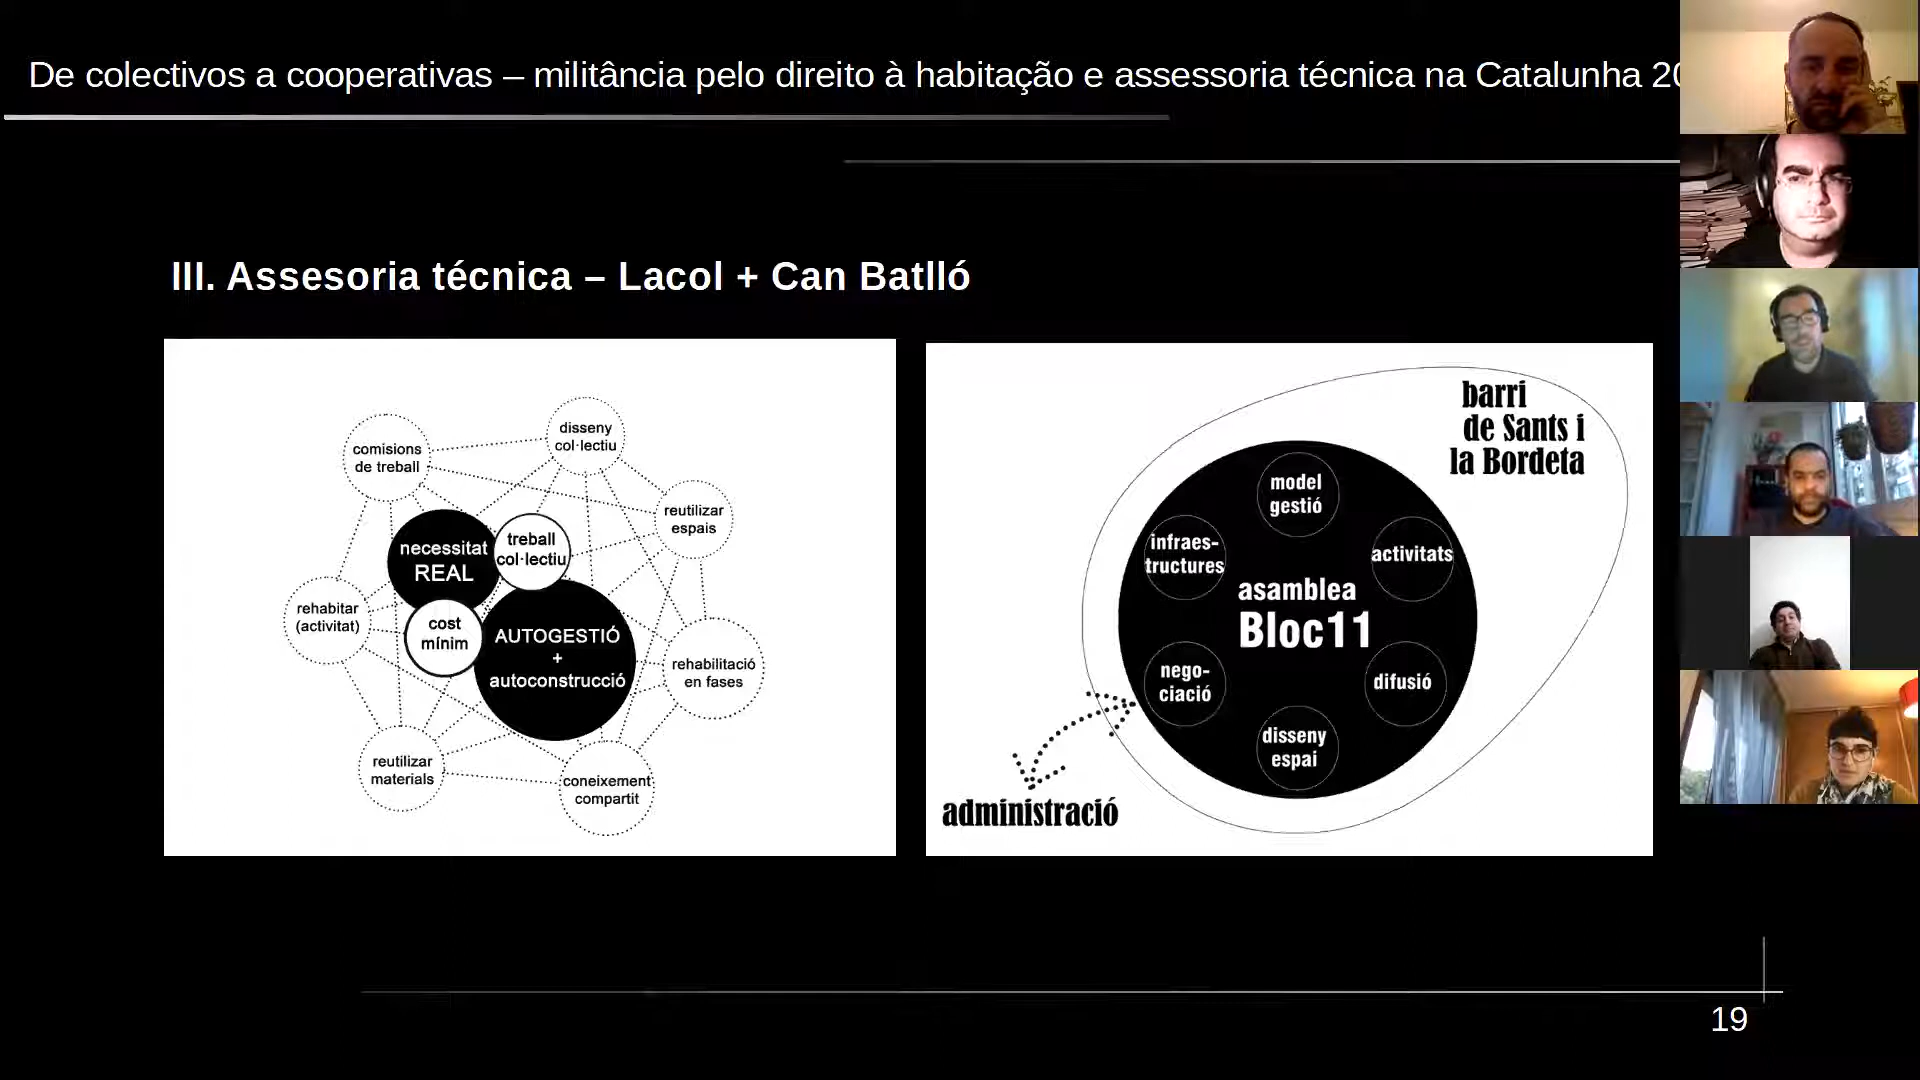 De colectivos a cooperativas – militância pelo direito à habitação e assessoria técnica na Catalunha 20
III. Assesoria técnica – Lacol + Can Batlló
comisions
de treball
disseny
col·lectiu
reutilizar
espais
necessitat
REAL
treball
col·lectiu
rehabitar
(activitat)
cost
mínim
AUTOGESTIÓ
+
autoconstrucció
rehabilitació
en fases
reutilizar
materials
coneixement
compartit
barri
de Sants i
la Bordeta
model
gestió
infraes-
tructures
activitats
asamblea
Bloc11
nego-
ciació
difusió
disseny
espai
administració
19